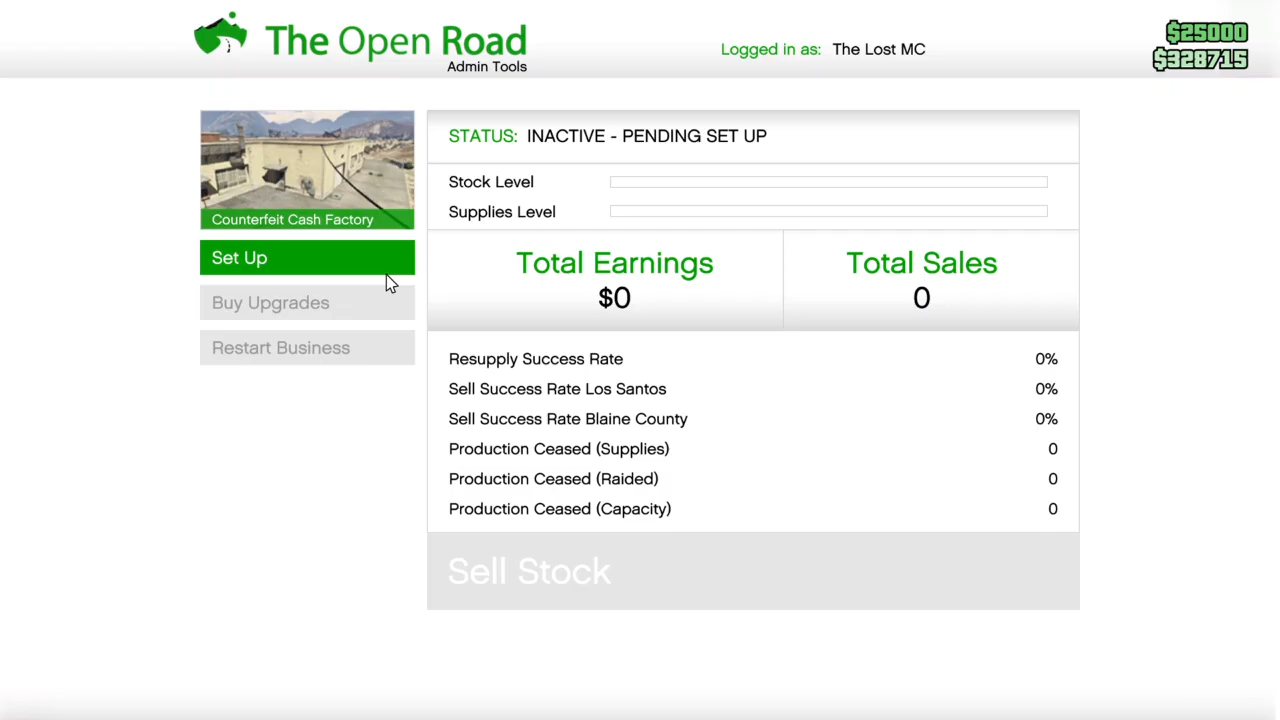 The Open Road
Admin Tools
Logged in as: The Lost MC
$25000
$328715
Counterfeit Cash Factory
Set Up
Buy Upgrades
Restart Business
STATUS: INACTIVE - PENDING SET UP
Stock Level
Supplies Level
Total Earnings
$0
Total Sales
0
Resupply Success Rate 0%
Sell Success Rate Los Santos 0%
Sell Success Rate Blaine County 0%
Production Ceased (Supplies) 0
Production Ceased (Raided) 0
Production Ceased (Capacity) 0
Sell Stock